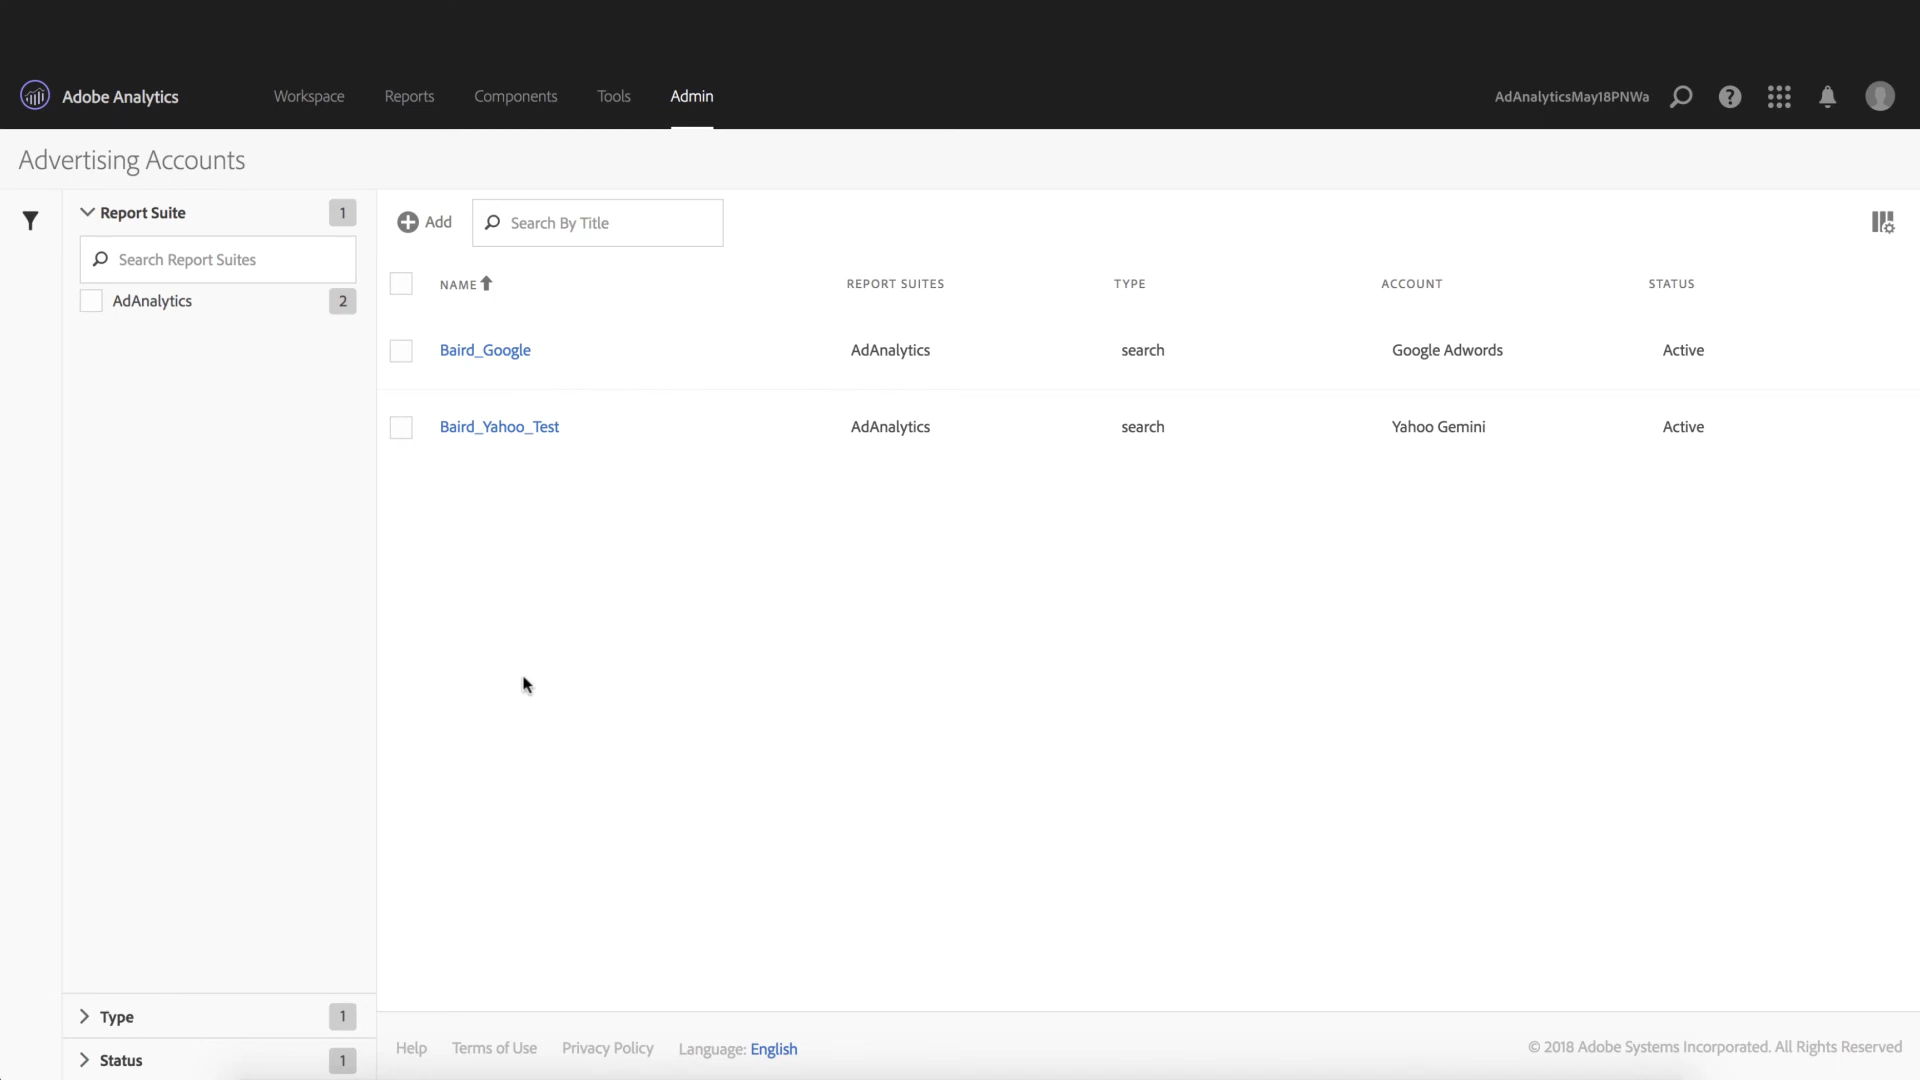 Adobe Analytics Workspace Reports Components Tools Admin AdAnalyticsMay18PNWa
Advertising Accounts
Report Suite 1
Search Report Suites
AdAnalytics 2
Add Search By Title
NAME REPORT SUITES TYPE ACCOUNT STATUS
Baird_Google AdAnalytics search Google Adwords Active
Baird_Yahoo_Test AdAnalytics search Yahoo Gemini Active
Type 1
Status 1
Help Terms of Use Privacy Policy Language: English © 2018 Adobe Systems Incorporated. All Rights Reserved